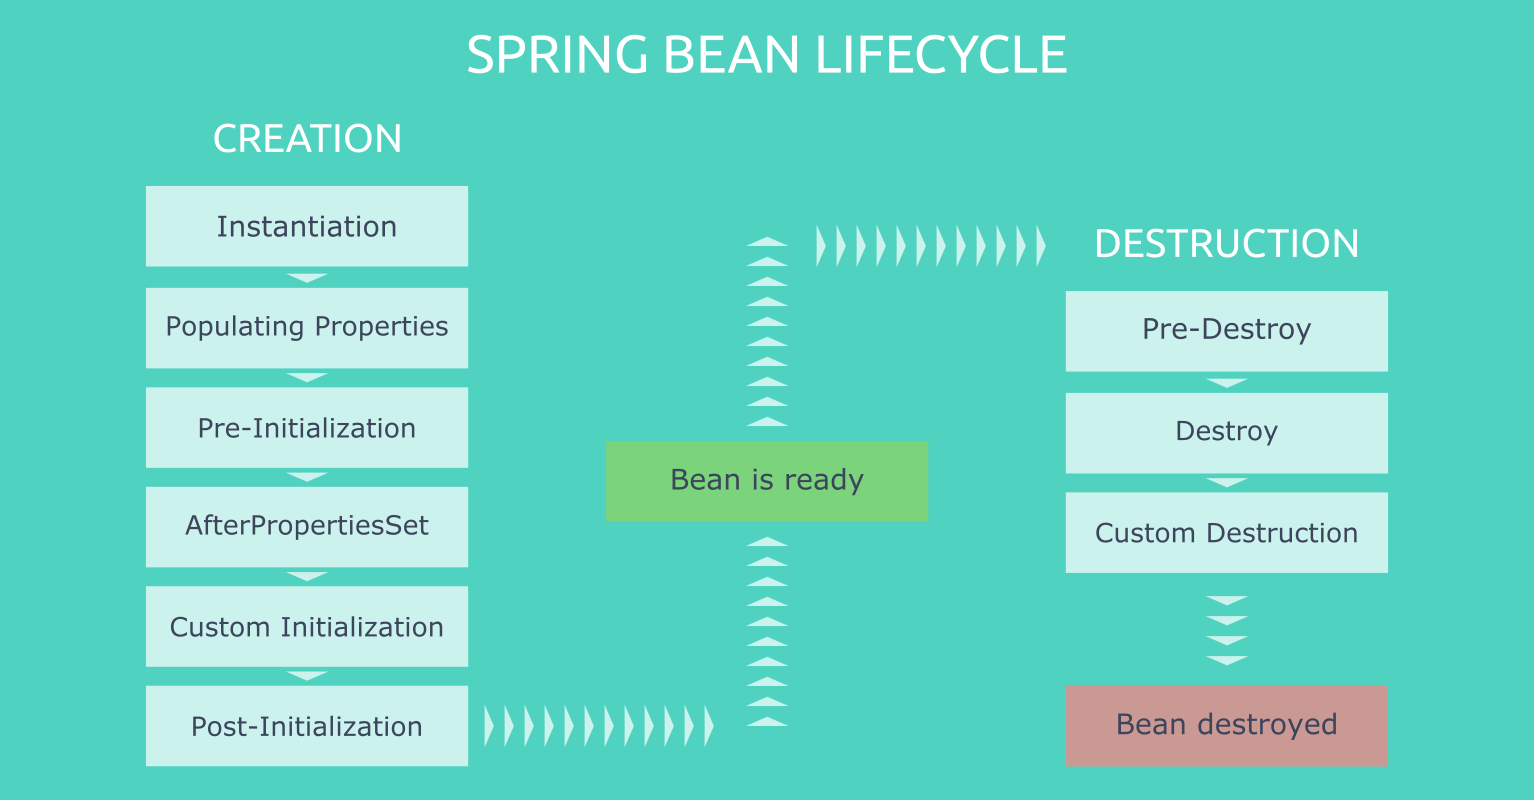 SPRING BEAN LIFECYCLE
CREATION
Instantiation
Populating Properties
Pre-Initialization
AfterPropertiesSet
Custom Initialization
Post-Initialization
Bean is ready
DESTRUCTION
Pre-Destroy
Destroy
Custom Destruction
Bean destroyed